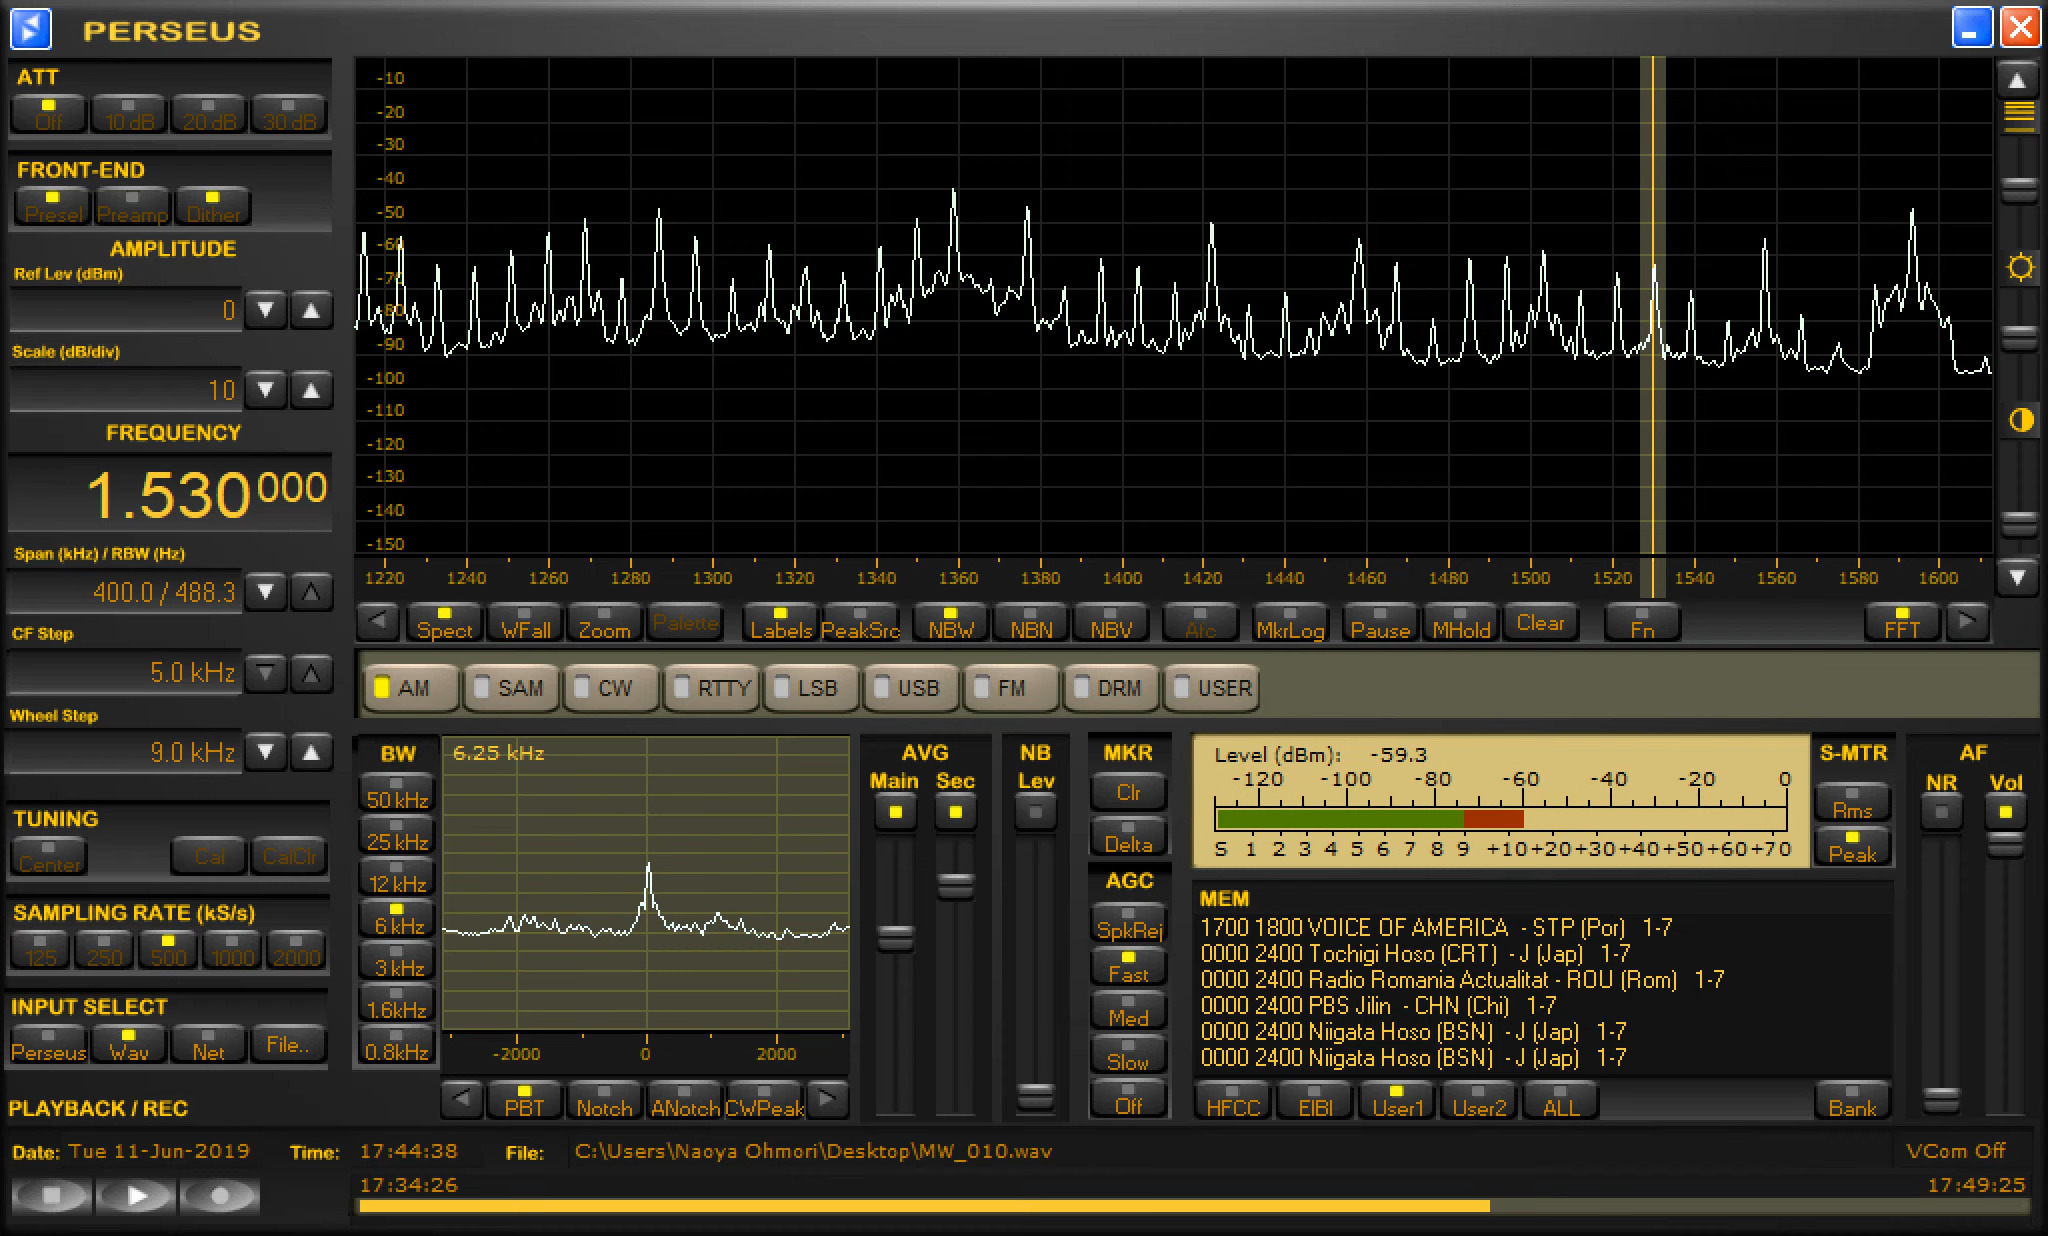 PERSEUS
ATT
Off 10 dB 20 dB 30 dB
FRONT-END
Presel Preamp Dither
AMPLITUDE
Ref Lev (dBm)
0
Scale (dB/div)
10
FREQUENCY
1.530 000
Span (kHz) / RBW (Hz)
400.0 / 488.3
CF Step
5.0 kHz
Wheel Step
9.0 kHz
TUNING
Center Cal CalClr
SAMPLING RATE (kS/s)
125 250 500 1000 2000
INPUT SELECT
Perseus Wav Net File..
-10
-20
-30
-40
-50
-60
-70
-80
-90
-100
-110
-120
-130
-140
-150
1220 1240 1260 1280 1300 1320 1340 1360 1380 1400 1420 1440 1460 1480 1500 1520 1540 1560 1580 1600
Spect WFall Zoom Palette Labels PeakSrc NBW NBN NBV Afc MkrLog Pause MHold Clear Fn FFT
AM SAM CW RTTY LSB USB FM DRM USER
BW
50 kHz
25 kHz
12 kHz
6 kHz
3 kHz
1.6kHz
0.8kHz
6.25 kHz
-2000 0 2000
PBT Notch ANotch CWPeak
AVG
Main Sec
NB
Lev
MKR
Clr
Delta
AGC
SpkRej
Fast
Med
Slow
Off
Level (dBm): -59.3
-120 -100 -80 -60 -40 -20 0
S 1 2 3 4 5 6 7 8 9 +10 +20 +30 +40 +50 +60 +70
S-MTR
Rms
Peak
AF
NR Vol
MEM
1700 1800 VOICE OF AMERICA - STP (Por) 1-7
0000 2400 Tochigi Hoso (CRT) - J (Jap) 1-7
0000 2400 Radio Romania Actualitat - ROU (Rom) 1-7
0000 2400 PBS Jilin - CHN (Chi) 1-7
0000 2400 Niigata Hoso (BSN) - J (Jap) 1-7
0000 2400 Niigata Hoso (BSN) - J (Jap) 1-7
HFCC EIBI User1 User2 ALL Bank
PLAYBACK / REC
Date: Tue 11-Jun-2019 Time: 17:44:38 File: C:\Users\Naoya Ohmori\Desktop\MW_010.wav VCom Off
17:34:26 17:49:25